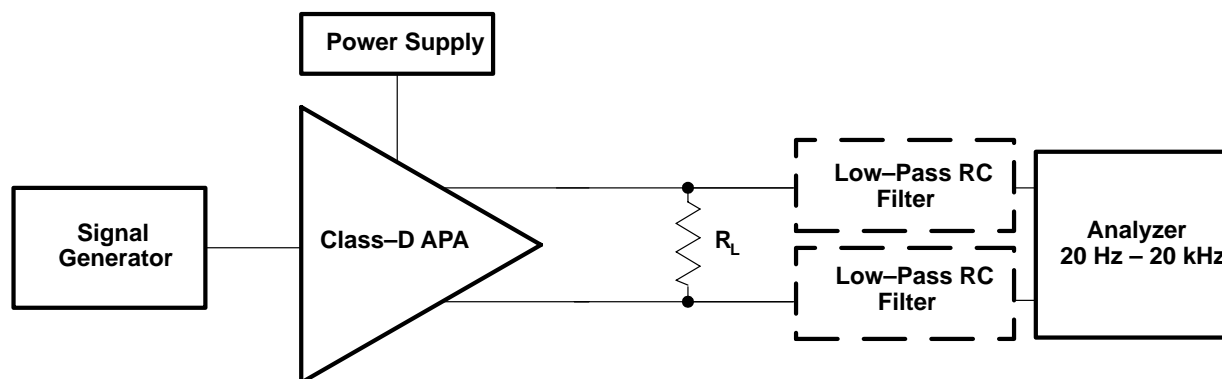 Power Supply
Signal
Generator
Class–D APA
R_L
Low–Pass RC
Filter
Low–Pass RC
Filter
Analyzer
20 Hz – 20 kHz